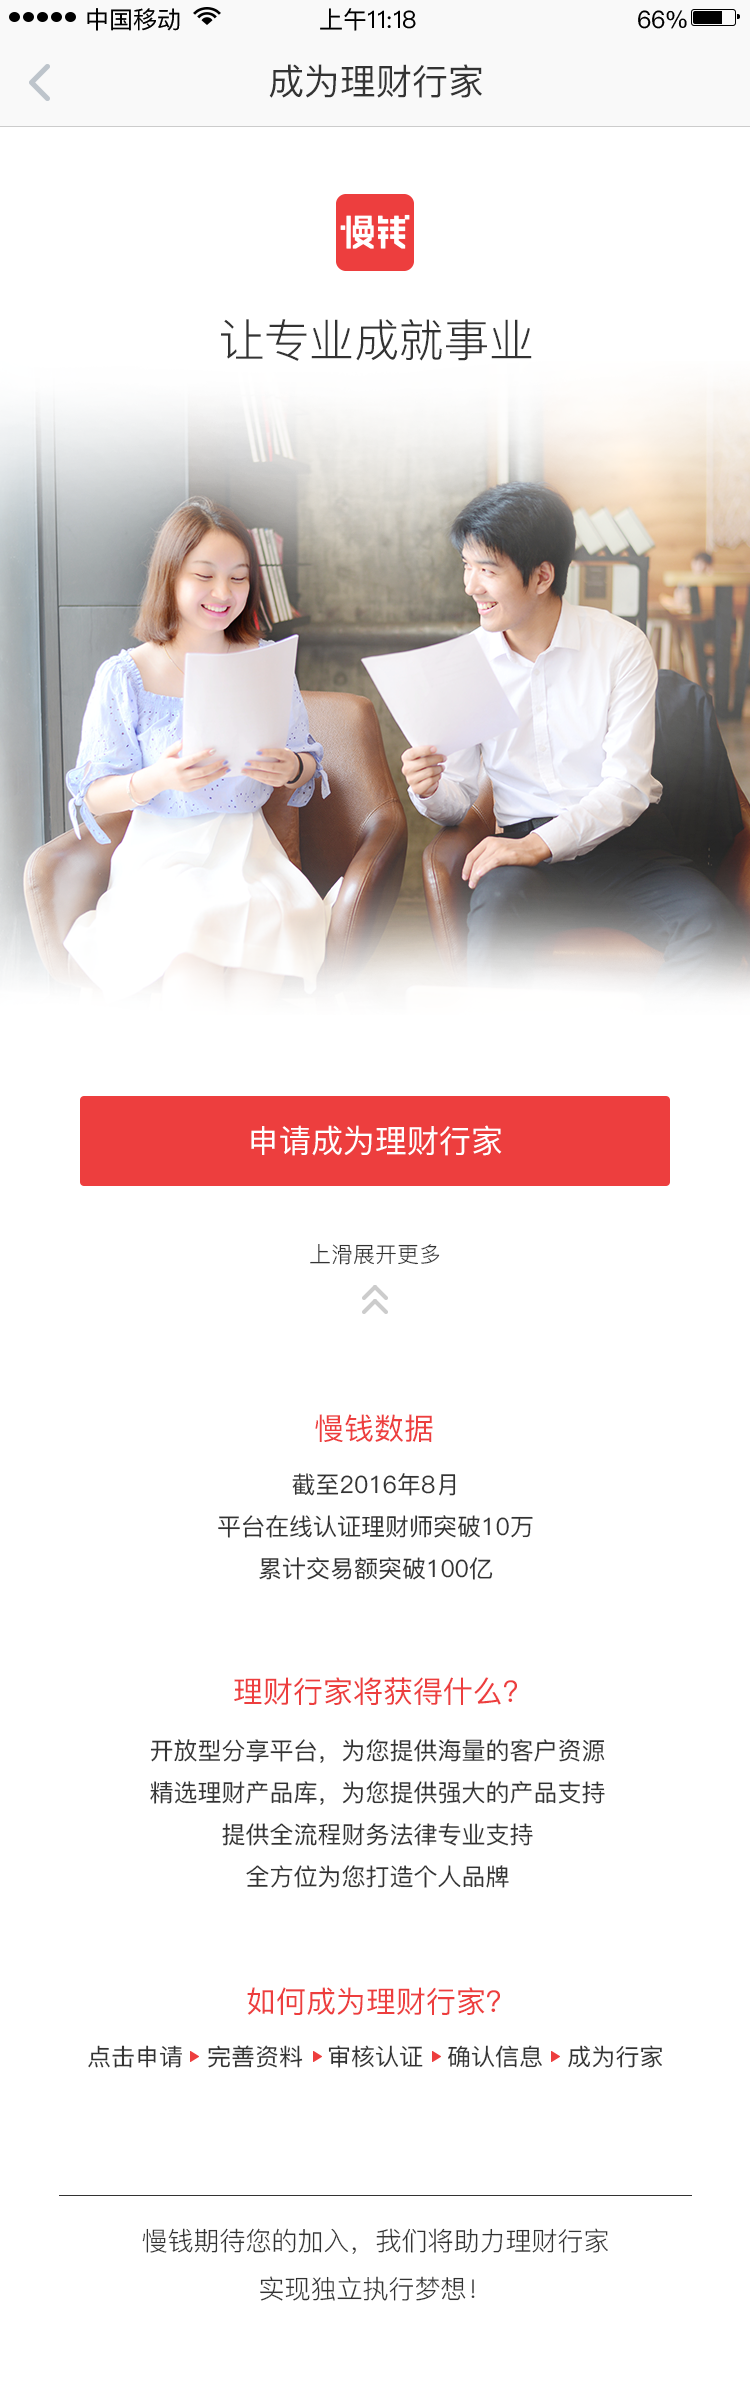 中国移动 上午11:18 66%
成为理财行家
慢钱
让专业成就事业
申请成为理财行家
上滑展开更多
慢钱数据
截至2016年8月
平台在线认证理财师突破10万
累计交易额突破100亿
理财行家将获得什么?
开放型分享平台，为您提供海量的客户资源
精选理财产品库，为您提供强大的产品支持
提供全流程财务法律专业支持
全方位为您打造个人品牌
如何成为理财行家?
点击申请 完善资料 审核认证 确认信息 成为行家
慢钱期待您的加入，我们将助力理财行家
实现独立执行梦想！